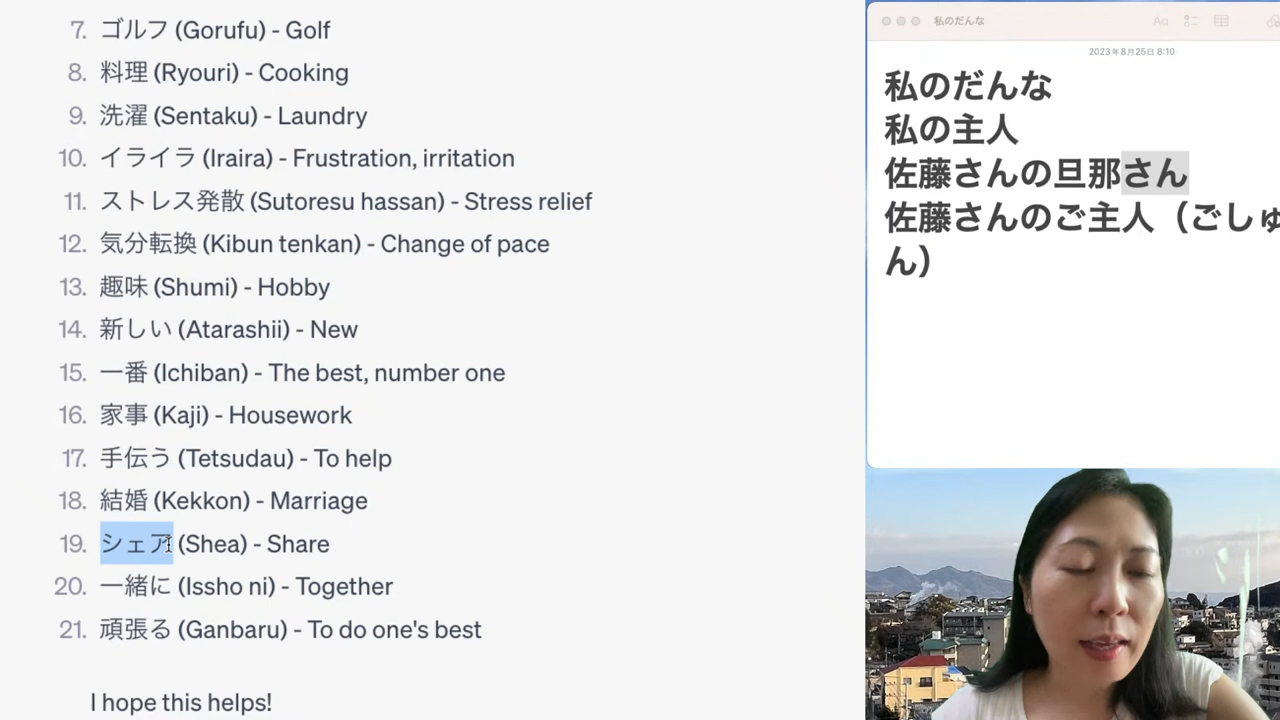 7. ゴルフ (Gorufu) - Golf
8. 料理 (Ryouri) - Cooking
9. 洗濯 (Sentaku) - Laundry
10. イライラ (Iraira) - Frustration, irritation
11. ストレス発散 (Sutoresu hassan) - Stress relief
12. 気分転換 (Kibun tenkan) - Change of pace
13. 趣味 (Shumi) - Hobby
14. 新しい (Atarashii) - New
15. 一番 (Ichiban) - The best, number one
16. 家事 (Kaji) - Housework
17. 手伝う (Tetsudau) - To help
18. 結婚 (Kekkon) - Marriage
19. シェア (Shea) - Share
20. 一緒に (Issho ni) - Together
21. 頑張る (Ganbaru) - To do one's best
I hope this helps!
私のだんな
Aa
2023年8月25日 8:10
私のだんな
私の主人
佐藤さんの旦那さん
佐藤さんのご主人（ごしゅ
ん）